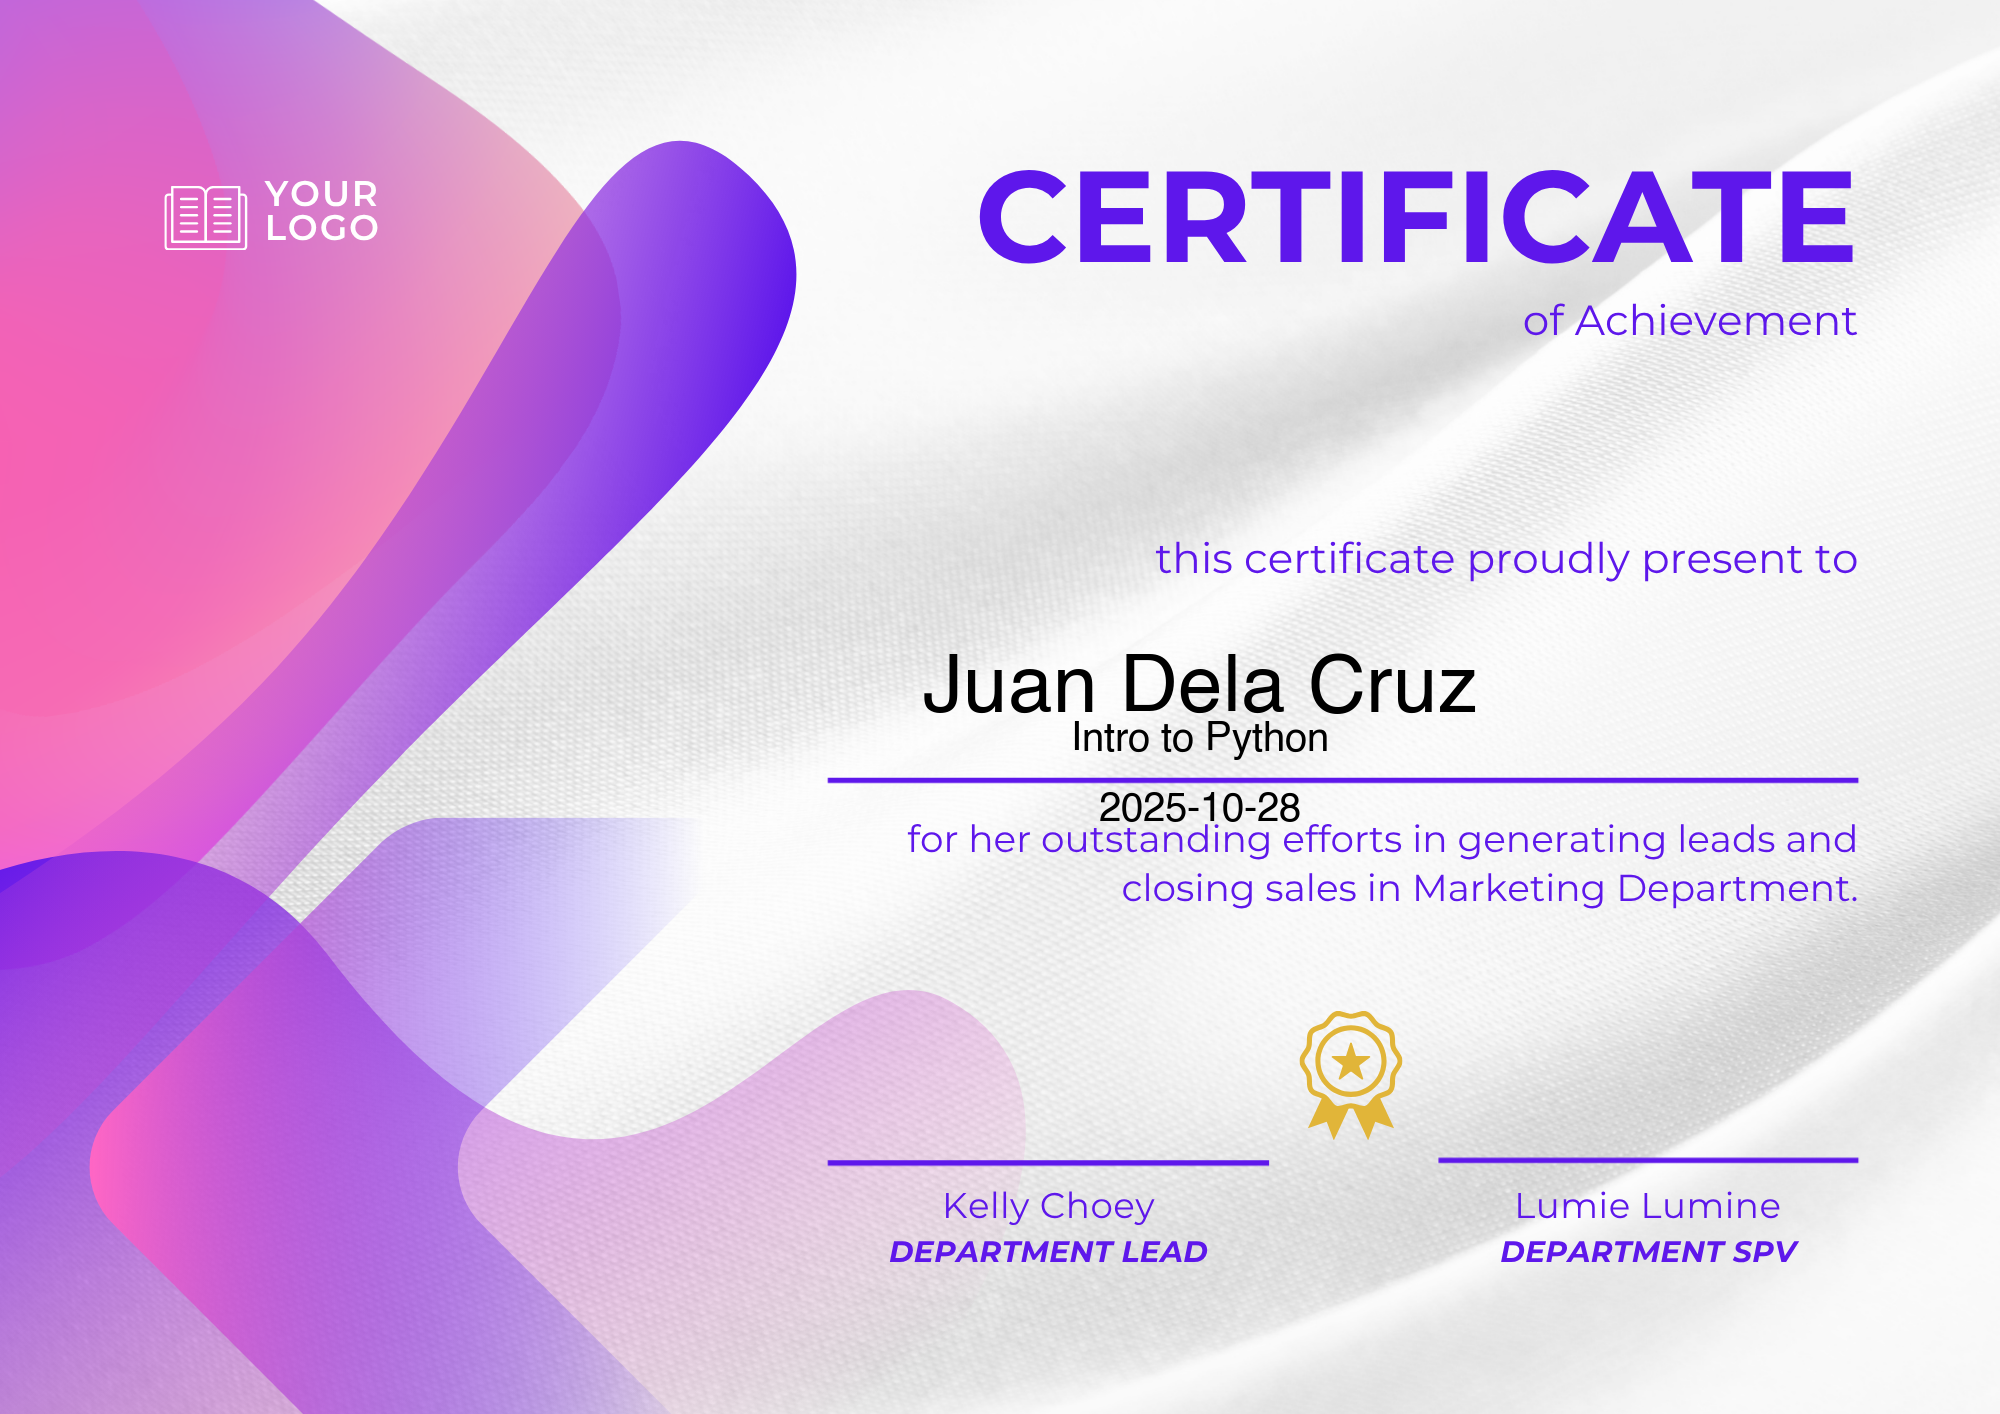 YOUR
LOGO
CERTIFICATE
of Achievement
this certificate proudly present to
Juan Dela Cruz
Intro to Python
2025-10-28
for her outstanding efforts in generating leads and
closing sales in Marketing Department.
Kelly Choey
DEPARTMENT LEAD
Lumie Lumine
DEPARTMENT SPV